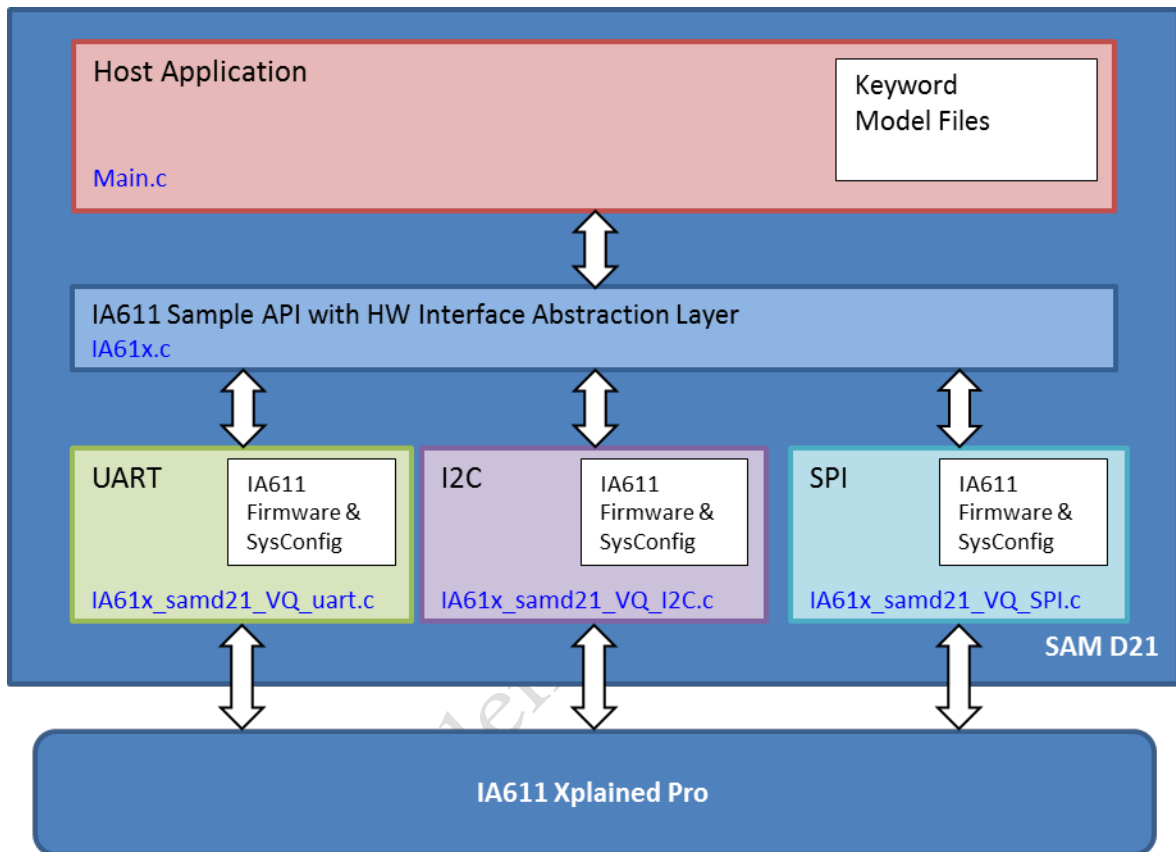 Host Application
Keyword
Model Files
Main.c
IA611 Sample API with HW Interface Abstraction Layer
IA61x.c
UART
IA611
Firmware &
SysConfig
IA61x_samd21_VQ_uart.c
I2C
IA611
Firmware &
SysConfig
IA61x_samd21_VQ_I2C.c
SPI
IA611
Firmware &
SysConfig
IA61x_samd21_VQ_SPI.c
SAM D21
IA611 Xplained Pro